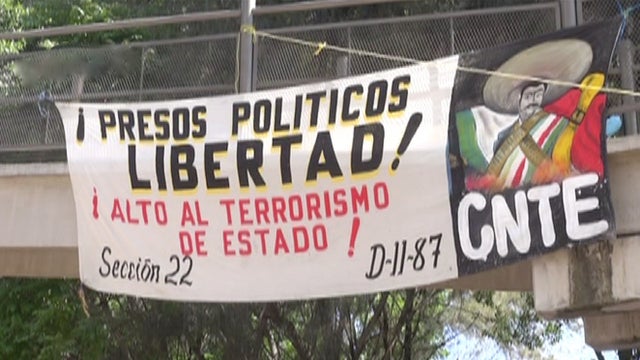 ¡PRESOS POLITICOS
LIBERTAD!
¡ALTO AL TERRORISMO
DE ESTADO!
Sección 22
D-II-87
CNTE